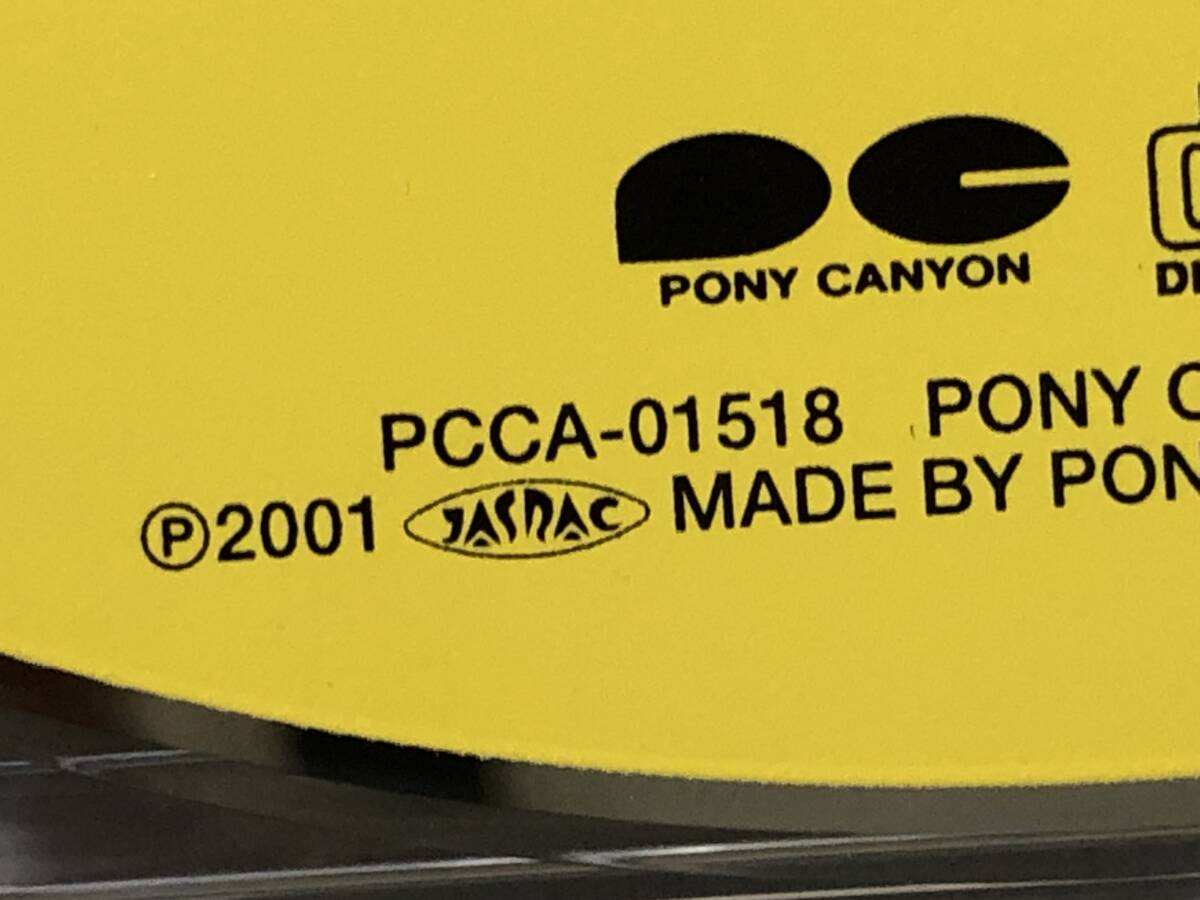 PONY CANYON
PCCA-01518 PONY
℗2001 JASRAC MADE BY PON